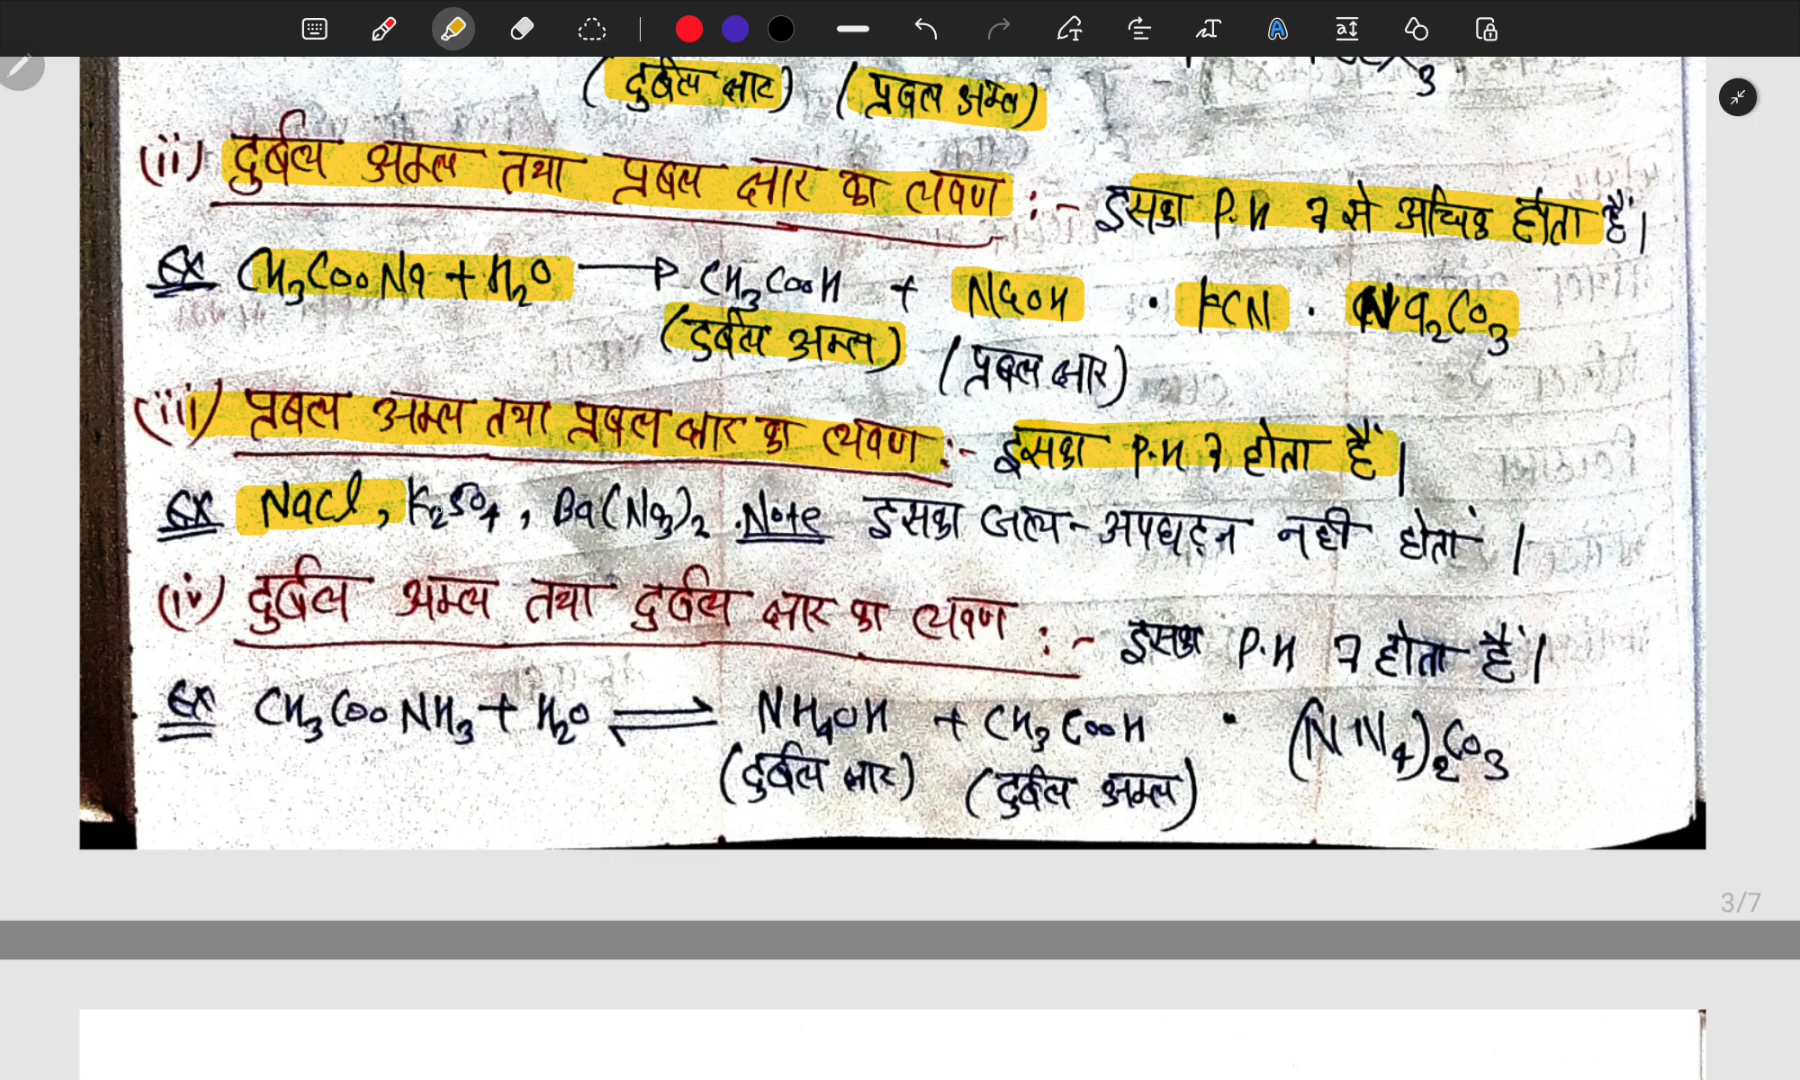 (दुर्बल क्षार) (प्रबल अम्ल) 3
(ii) दुर्बल अम्ल तथा प्रबल क्षार का लवण :- इसका P.H 7 से अधिक होता हैं।
Ex CH₃COONa + H₂O → CH₃COOH + NaOH · KCN · Na₂CO₃
(दुर्बल अम्ल) (प्रबल क्षार)
(iii) प्रबल अम्ल तथा प्रबल क्षार का लवण :- इसका P.H 7 होता हैं।
Ex NaCl, K₂SO₄, Ba(NO₃)₂ .Note इसका जल-अपघटन नही होता।
(iv) दुर्बल अम्ल तथा दुर्बल क्षार का लवण :- इसका P.H 7 होता हैं।
Ex CH₃COONH₃ + H₂O ⇌ NH₄OH + CH₃COOH · (NH₄)₂CO₃
(दुर्बल क्षार) (दुर्बल अम्ल)
3/7